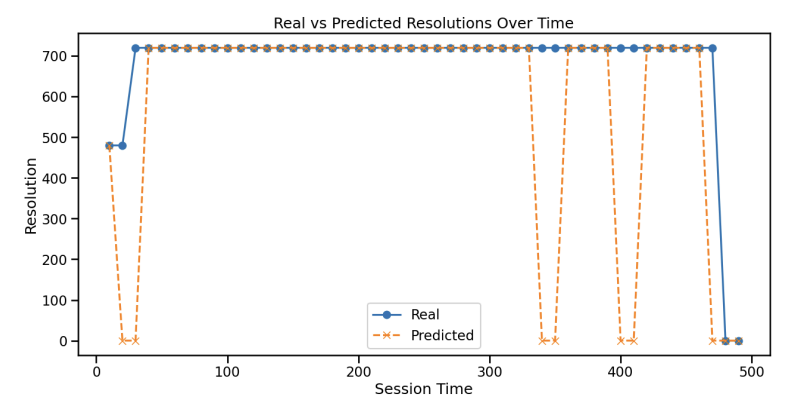 Real vs Predicted Resolutions Over Time
Resolution
700
600
500
400
300
200
100
0
Real
Predicted
0 100 200 300 400 500
Session Time